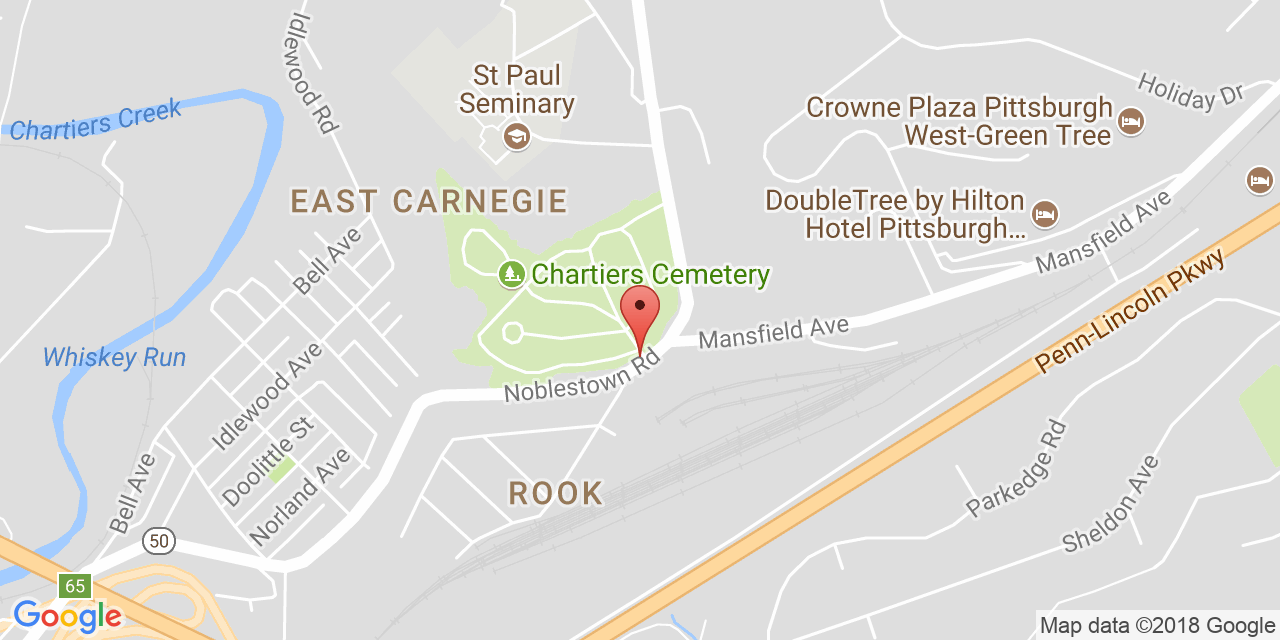 Idlewood Rd
St Paul
Seminary
Holiday Dr
Chartiers Creek
Crowne Plaza Pittsburgh
West-Green Tree
EAST CARNEGIE
DoubleTree by Hilton
Hotel Pittsburgh...
Mansfield Ave
Bell Ave
Chartiers Cemetery
Penn-Lincoln Pkwy
Mansfield Ave
Whiskey Run
Idlewood Ave
Noblestown Rd
Doolittle St
Norland Ave
Bell Ave
ROOK
Parkedge Rd
Sheldon Ave
50
65
Google
Map data ©2018 Google